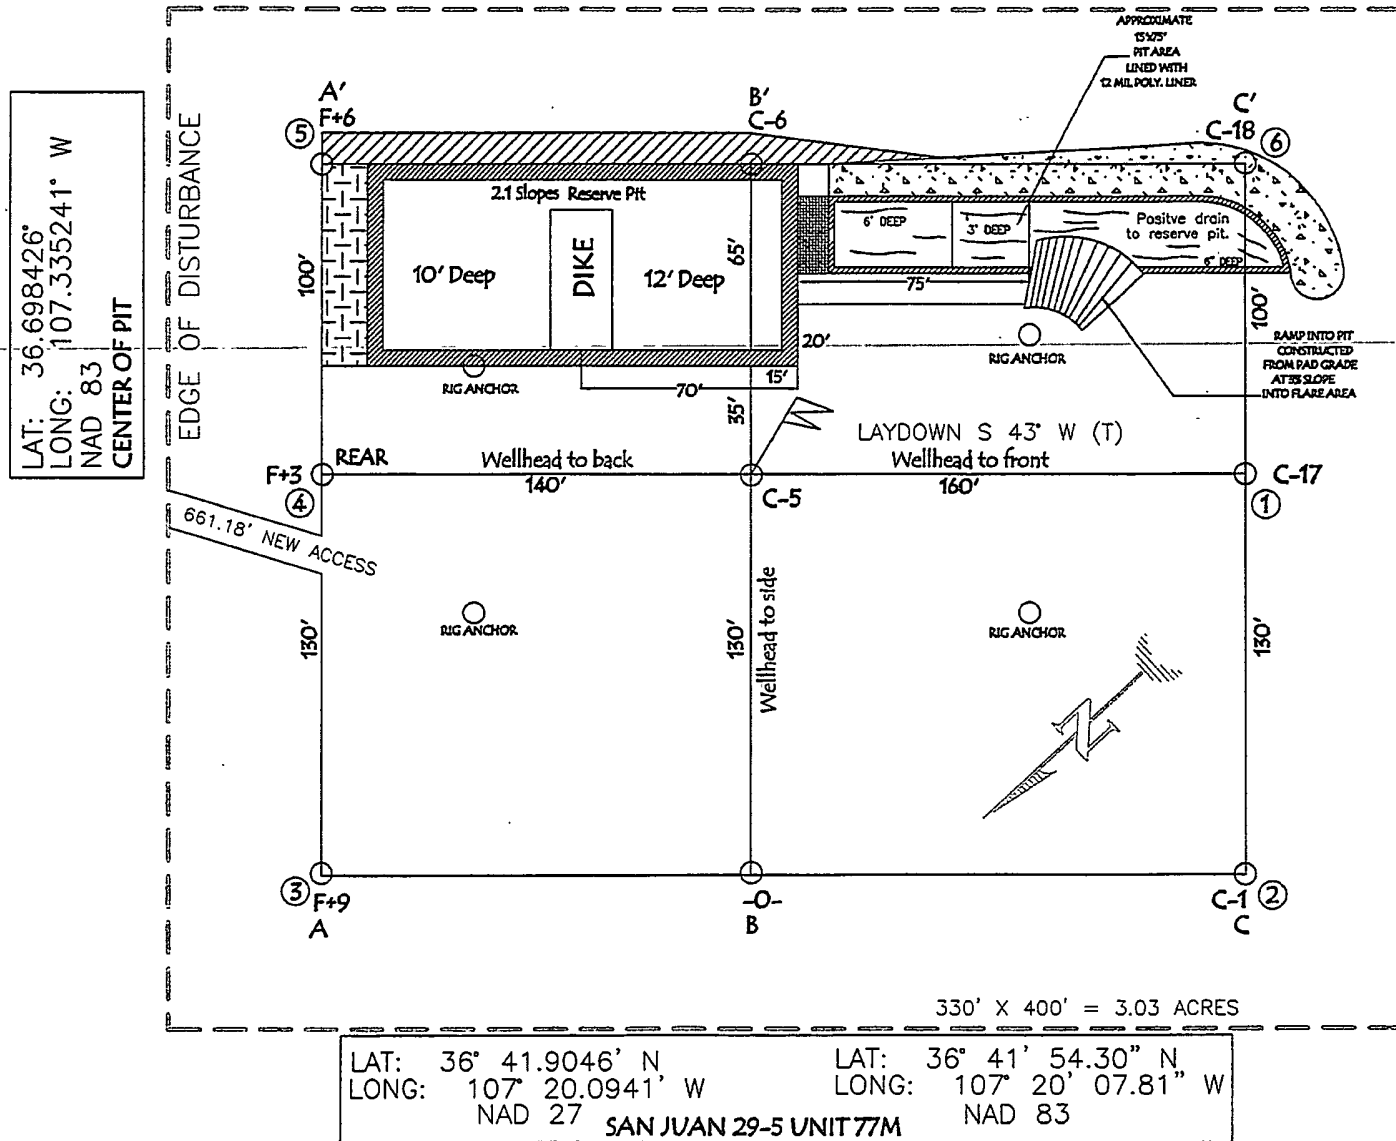 APPROXIMATE
15'X75'
PIT AREA
LINED WITH
12 MIL POLY. LINER
A'
F+6
⑤
B'
C-6
C'
C-18
⑥
LAT: 36.698426°
LONG: 107.335241° W
NAD 83
CENTER OF PIT
EDGE OF DISTURBANCE
2:1 Slopes Reserve Pit
10' Deep
DIKE
12' Deep
65'
100'
6' DEEP
3' DEEP
Positve drain
to reserve pit.
6" DEEP
75'
100'
20'
RIG ANCHOR
RIG ANCHOR
RAMP INTO PIT
CONSTRUCTED
FROM PAD GRADE
INTO FLARE AREA
15'
70'
35'
N
LAYDOWN S 43° W (T)
REAR
Wellhead to back
Wellhead to front
F+3
④
140'
C-5
160'
C-17
①
661.18' NEW ACCESS
130'
RIG ANCHOR
130'
Wellhead to side
RIG ANCHOR
130'
N
③
F+9
A
-0-
B
C-1
②
C
330' X 400' = 3.03 ACRES
LAT: 36° 41.9046' N
LONG: 107° 20.0941' W
NAD 27
LAT: 36° 41' 54.30" N
LONG: 107° 20' 07.81" W
NAD 83
SAN JUAN 29-5 UNIT 77M